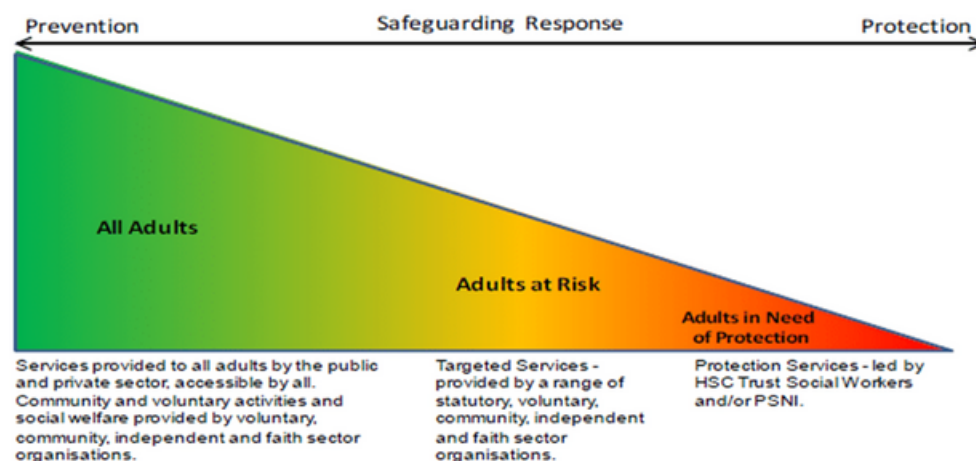 Prevention Safeguarding Response Protection
All Adults
Adults at Risk
Adults in Need
of Protection
Services provided to all adults by the public
and private sector, accessible by all.
Community and voluntary activities and
social welfare provided by voluntary,
community, independent and faith sector
organisations.
Targeted Services -
provided by a range of
statutory, voluntary,
community, independent
and faith sector
organisations.
Protection Services - led by
HSC Trust Social Workers
and/or PSNI.